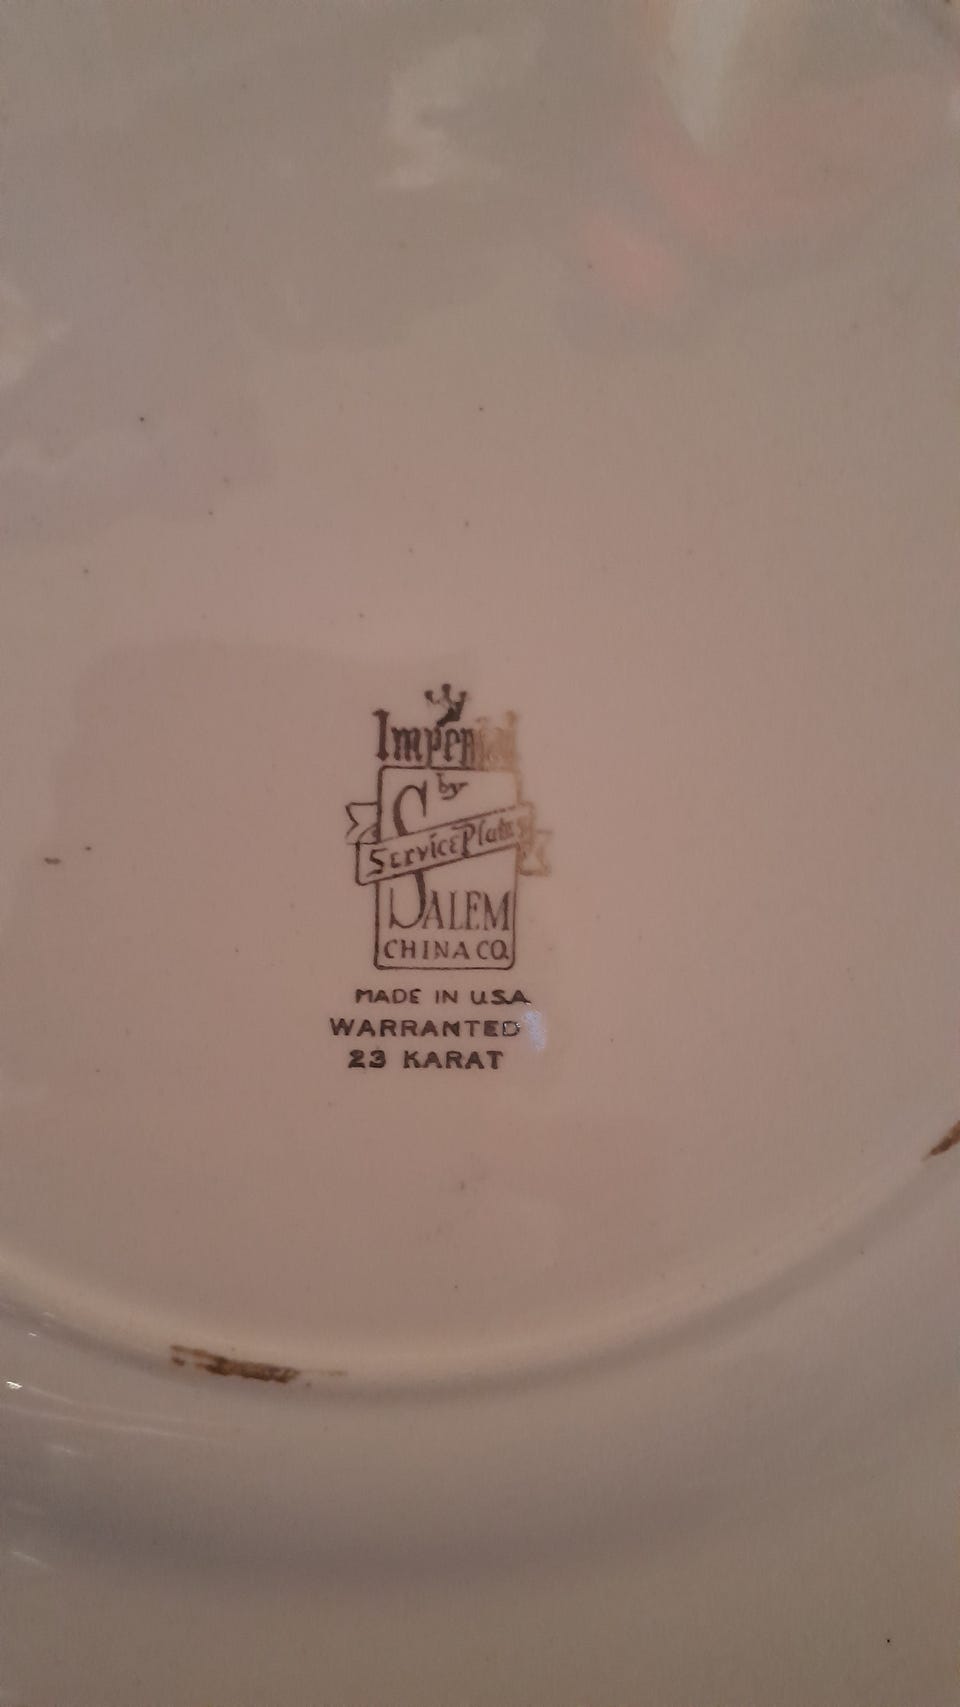 Imperial
by
Service Plates
SALEM
CHINA CO.
MADE IN U.S.A.
WARRANTED
23 KARAT